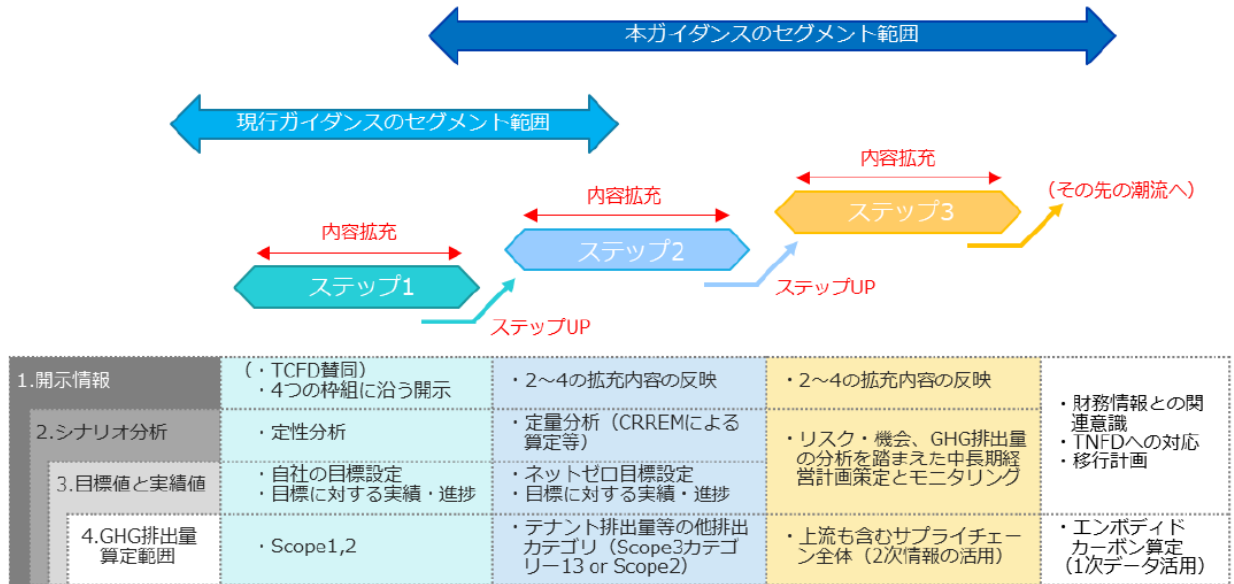 本ガイダンスのセグメント範囲
現行ガイダンスのセグメント範囲
内容拡充
ステップ3
(その先の潮流へ)
内容拡充
ステップ2
ステップUP
内容拡充
ステップ1
ステップUP
1.開示情報
(・TCFD賛同)
・4つの枠組に沿う開示
・2～4の拡充内容の反映
・2～4の拡充内容の反映
・財務情報との関
連意識
・TNFDへの対応
・移行計画
2.シナリオ分析
・定性分析
・定量分析（CRREMによる
算定等）
・リスク・機会、GHG排出量
の分析を踏まえた中長期経
営計画策定とモニタリング
3.目標値と実績値
・自社の目標設定
・目標に対する実績・進捗
・ネットゼロ目標設定
・目標に対する実績・進捗
4.GHG排出量
算定範囲
・Scope1,2
・テナント排出量等の他排出
カテゴリ（Scope3カテゴ
リー13 or Scope2）
・上流も含むサプライチェー
ン全体（2次情報の活用）
・エンボディド
カーボン算定
(1次データ活用)